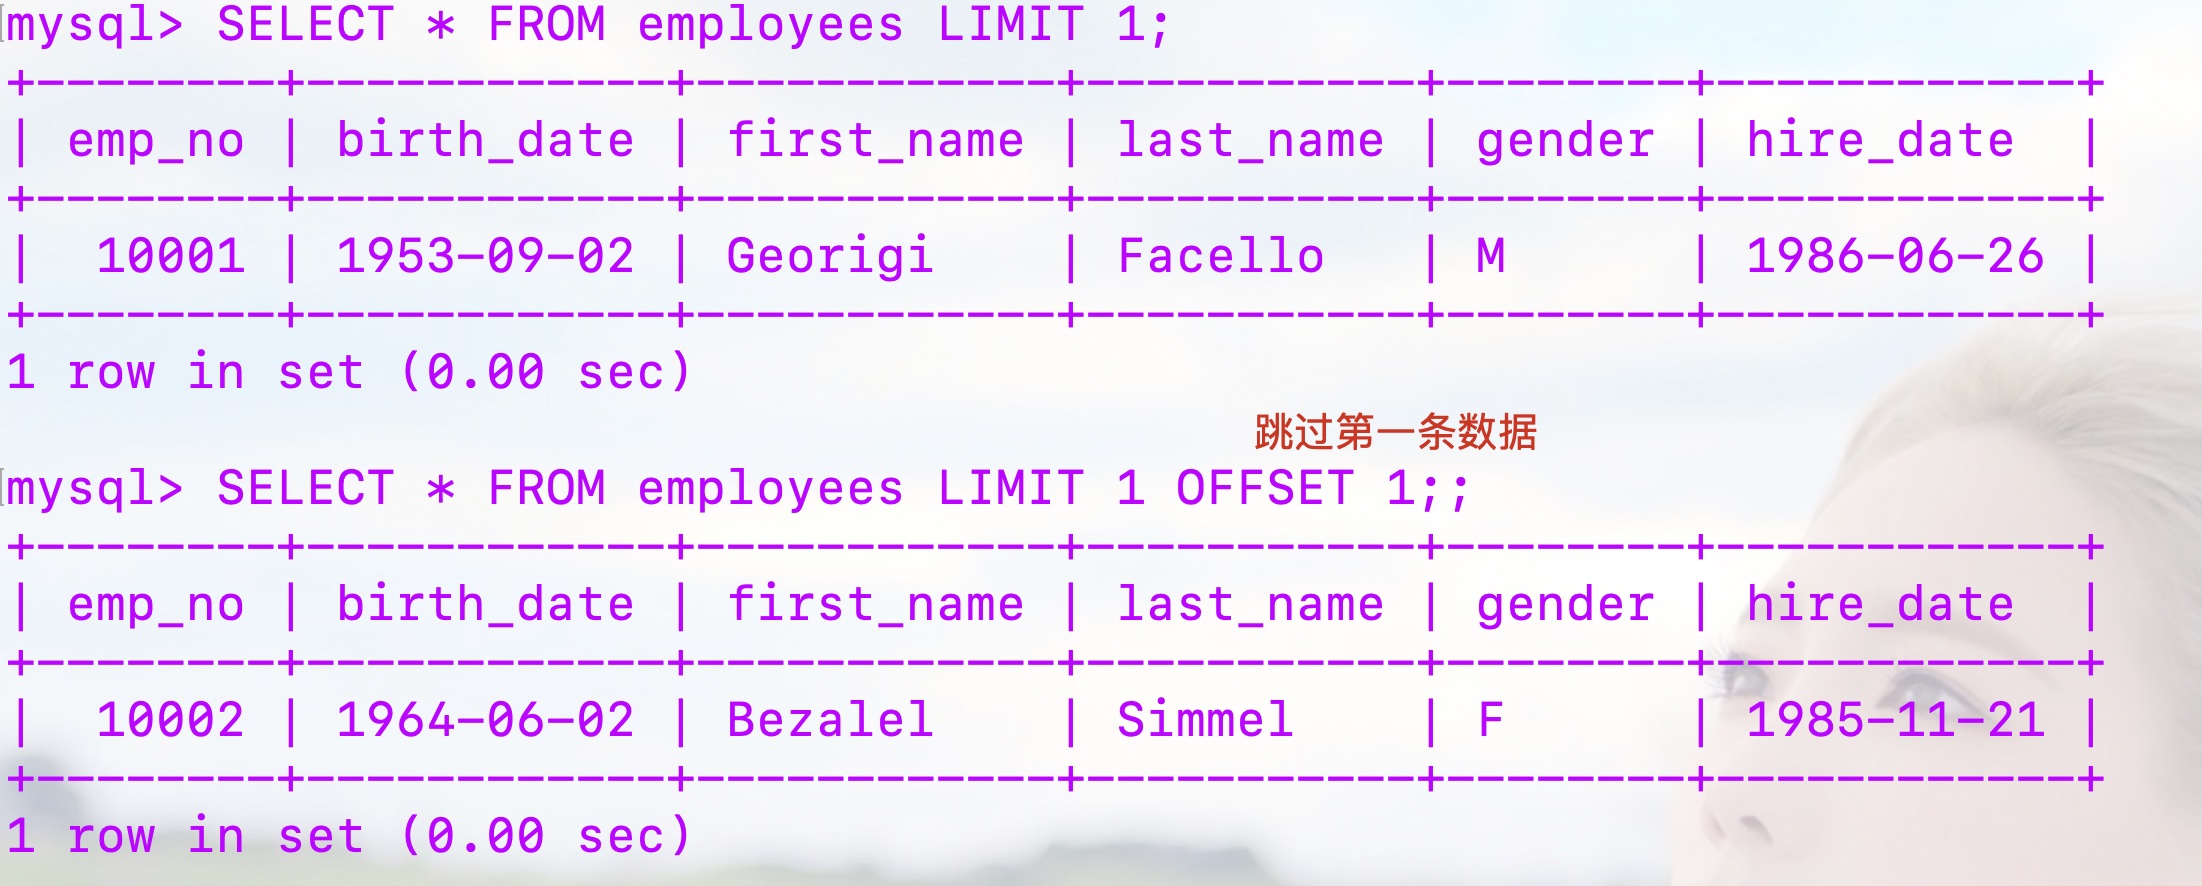 mysql> SELECT * FROM employees LIMIT 1;
+---------+------------+------------+-----------+--------+-------------+
| emp_no | birth_date | first_name | last_name | gender | hire_date  |
+---------+------------+------------+-----------+--------+-------------+
|  10001 | 1953-09-02 | Georigi    | Facello   | M      | 1986-06-26 |
+---------+------------+------------+-----------+--------+-------------+
1 row in set (0.00 sec)
跳过第一条数据
mysql> SELECT * FROM employees LIMIT 1 OFFSET 1;;
+---------+------------+------------+-----------+--------+-------------+
| emp_no | birth_date | first_name | last_name | gender | hire_date  |
+---------+------------+------------+-----------+--------+-------------+
|  10002 | 1964-06-02 | Bezalel    | Simmel    | F      | 1985-11-21 |
+---------+------------+------------+-----------+--------+-------------+
1 row in set (0.00 sec)